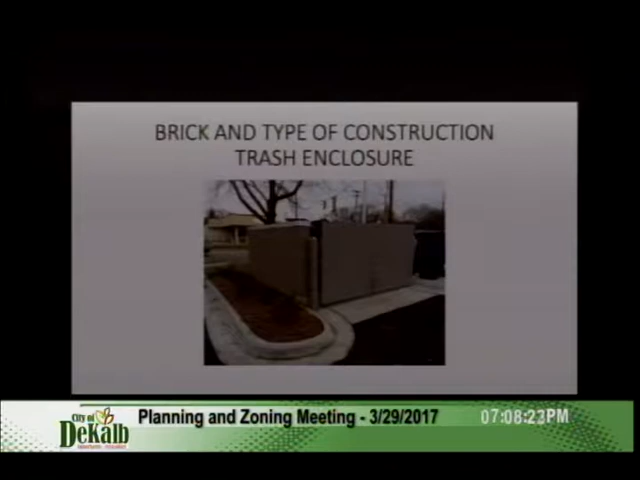 BRICK AND TYPE OF CONSTRUCTION
TRASH ENCLOSURE
City of
DeKalb
Planning and Zoning Meeting - 3/29/2017
07:08:23PM